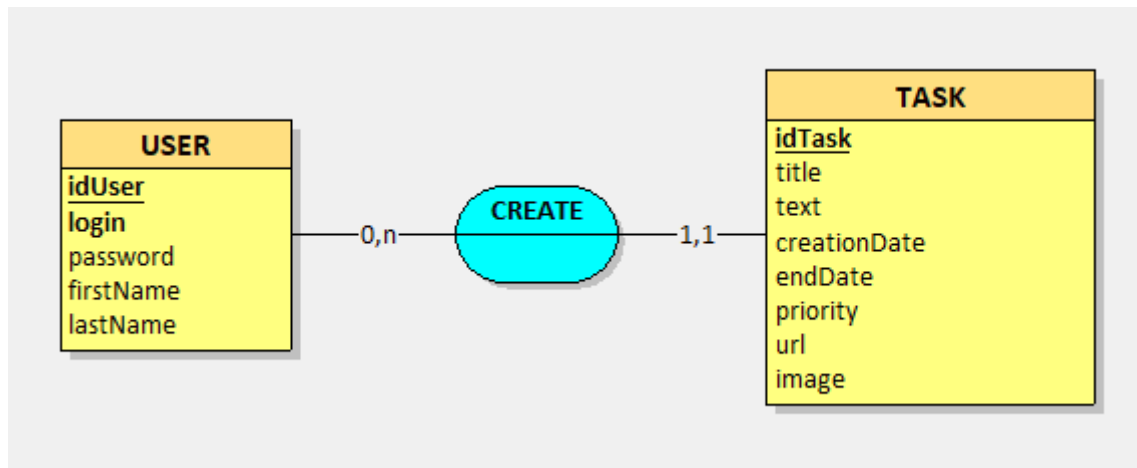 USER
idUser
login
password
firstName
lastName
0,n
CREATE
1,1
TASK
idTask
title
text
creationDate
endDate
priority
url
image